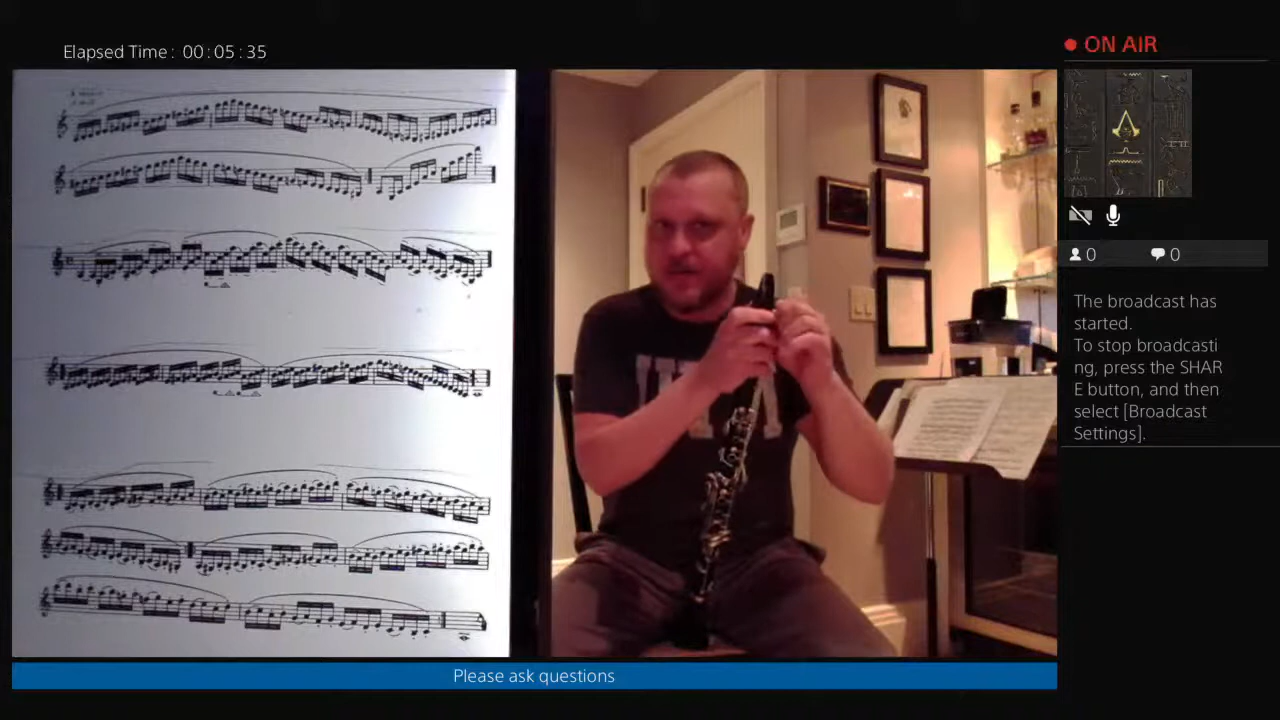 Elapsed Time: 00:05:35
ON AIR
0 0
The broadcast has
started.
To stop broadcasti
ng, press the SHAR
E button, and then
select [Broadcast
Settings].
Please ask questions